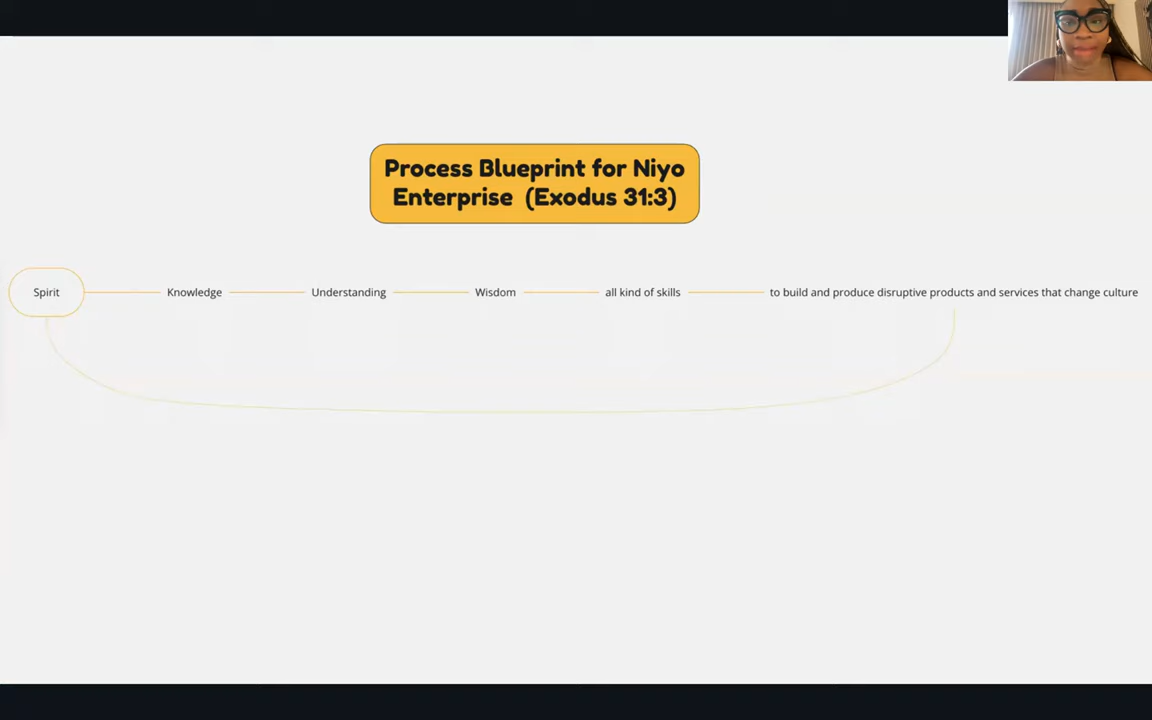 Process Blueprint for Niyo
Enterprise (Exodus 31:3)
Spirit
Knowledge
Understanding
Wisdom
all kind of skills
to build and produce disruptive products and services that change culture